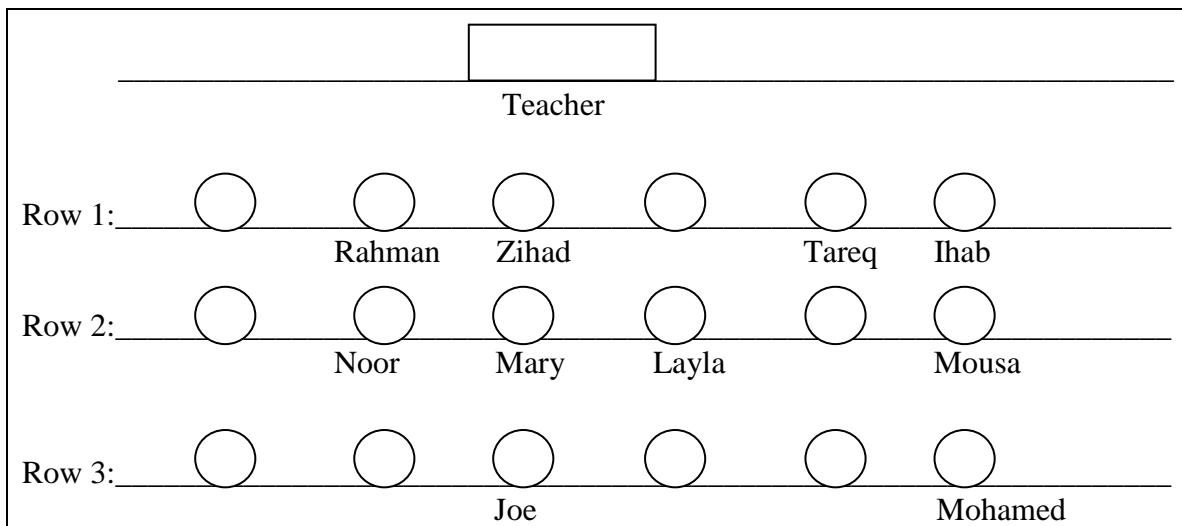 Teacher
Row 1:
Rahman Zihad Tareq Ihab
Row 2:
Noor Mary Layla Mousa
Row 3:
Joe Mohamed